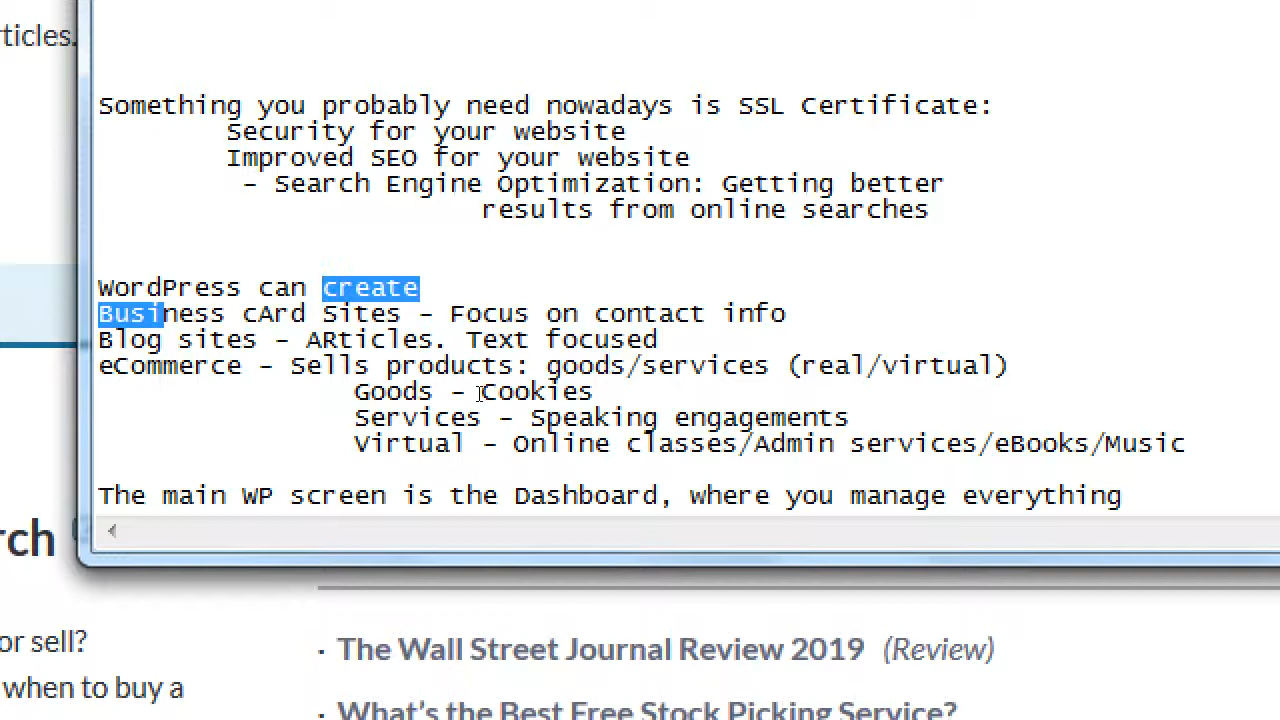 rticles.
Something you probably need nowadays is SSL Certificate:
Security for your website
Improved SEO for your website
- Search Engine Optimization: Getting better
results from online searches
WordPress can create
Business cArd Sites - Focus on contact info
Blog sites - ARticles. Text focused
eCommerce - Sells products: goods/services (real/virtual)
Goods - Cookies
Services - Speaking engagements
Virtual - Online classes/Admin services/eBooks/Music
The main WP screen is the Dashboard, where you manage everything
rch
or sell?
when to buy a
· The Wall Street Journal Review 2019 (Review)
· What's the Best Free Stock Picking Service?